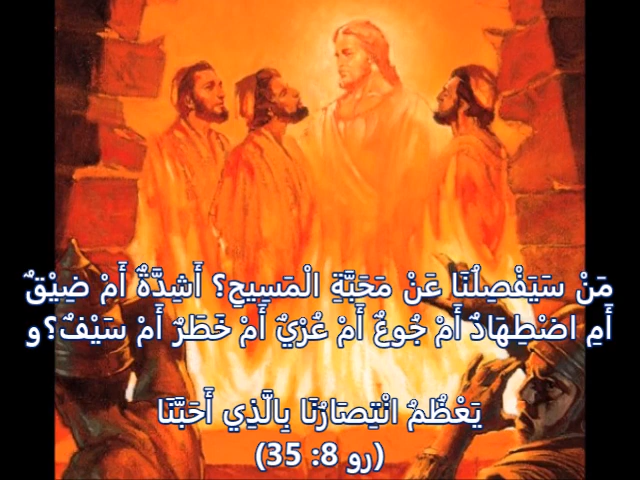 مَنْ سَيَفْصِلُنَا عَنْ مَحَبَّةِ الْمَسِيحِ؟ أَشِدَّةٌ أَمْ ضِيْقٌ
أَمِ اضْطِهَادٌ أَمْ جُوعٌ أَمْ عُرْيٌ أَمْ خَطَرٌ أَمْ سَيْفٌ؟و
يَعْظُمُ انْتِصَارُنَا بِالَّذِي أَحَبَّنَا
(رو 8: 35)